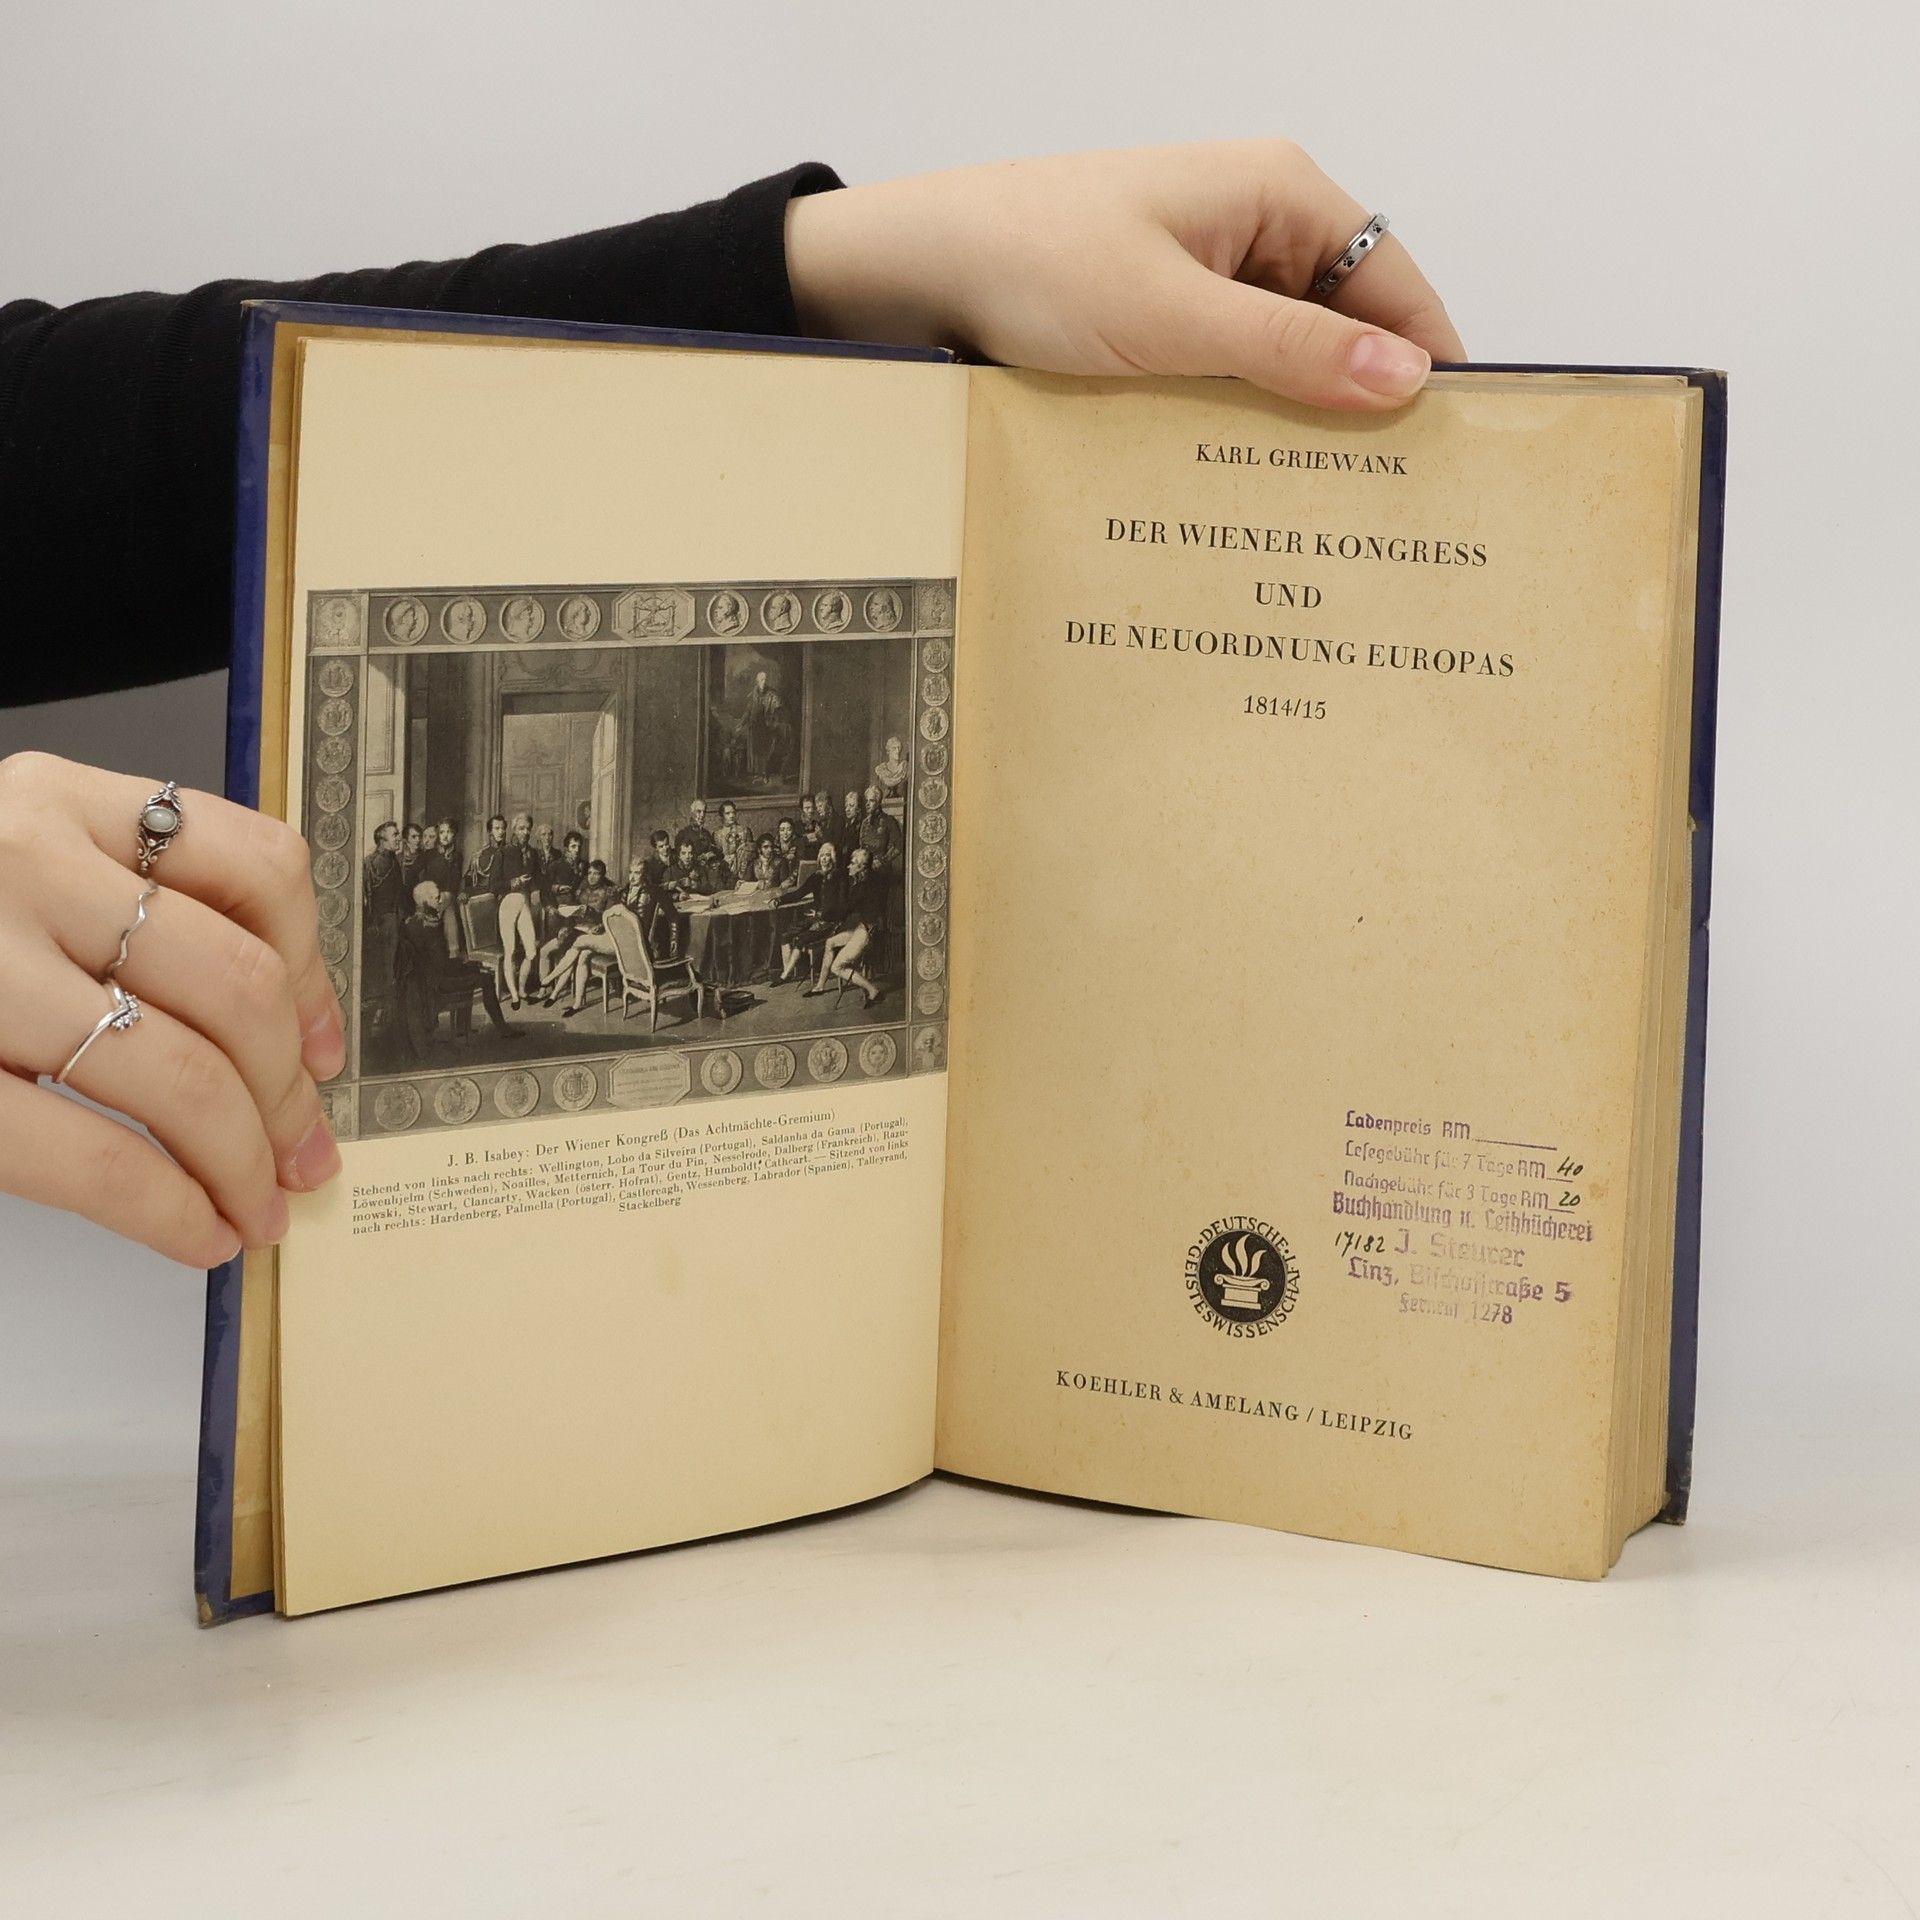 J. B. Isabey: Der Wiener Kongreß (Das Achtmächte-Gremium)
Stehend von links nach rechts: Wellington, Lobo da Silveira (Portugal), Saldanha da Gama (Portugal),
Löwenhjelm (Schweden), Noailles, Metternich, La Tour du Pin, Nesselrode, Dalberg (Frankreich), Razu-
mowski, Stewart, Clancarty, Wacken (österr. Hofrat), Gentz, Humboldt, Cathcart. — Sitzend von links
nach rechts: Hardenberg, Palmella (Portugal), Castlereagh, Wessenberg, Labrador (Spanien), Talleyrand,
Stackelberg
KARL GRIEWANK
DER WIENER KONGRESS
UND
DIE NEUORDNUNG EUROPAS
1814/15
Ladenpreis RM
Lesegebühr für 7 Tage RM 40
Nachgebühr für 3 Tage RM 20
Buchhandlung u. Leihbücherei
17182 J. Steurer
Linz, Bischofstraße 5
Fernruf 1278
DEUTSCHE · GEISTESWISSENSCHAFT ·
KOEHLER & AMELANG / LEIPZIG